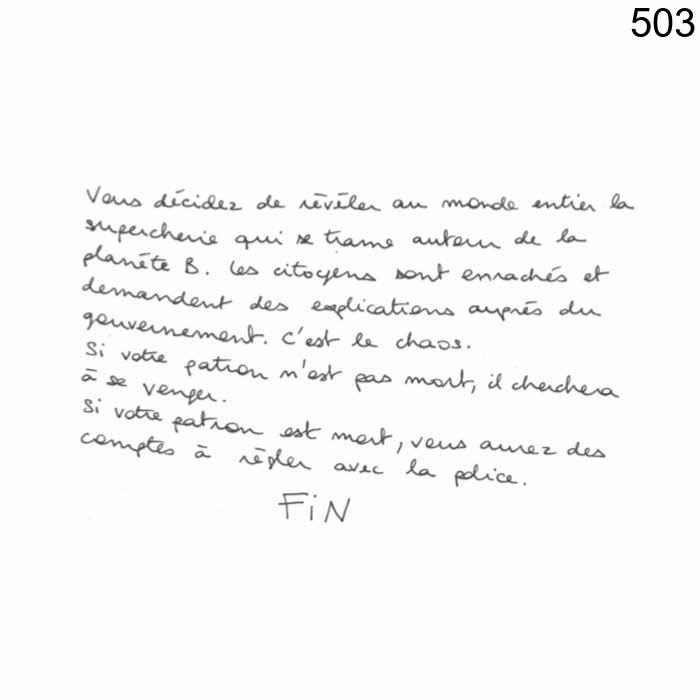 503
Vous décidez de révéler au monde entier la
supercherie qui se trame autour de la
planète B. Les citoyens sont enrachés et
demandent des explications auprès du
gouvernement. C'est le chaos.
Si votre patron n'est pas mort, il cherchera
à se venger.
Si votre patron est mort, vous aurez des
comptes à régler avec la police.
FiN